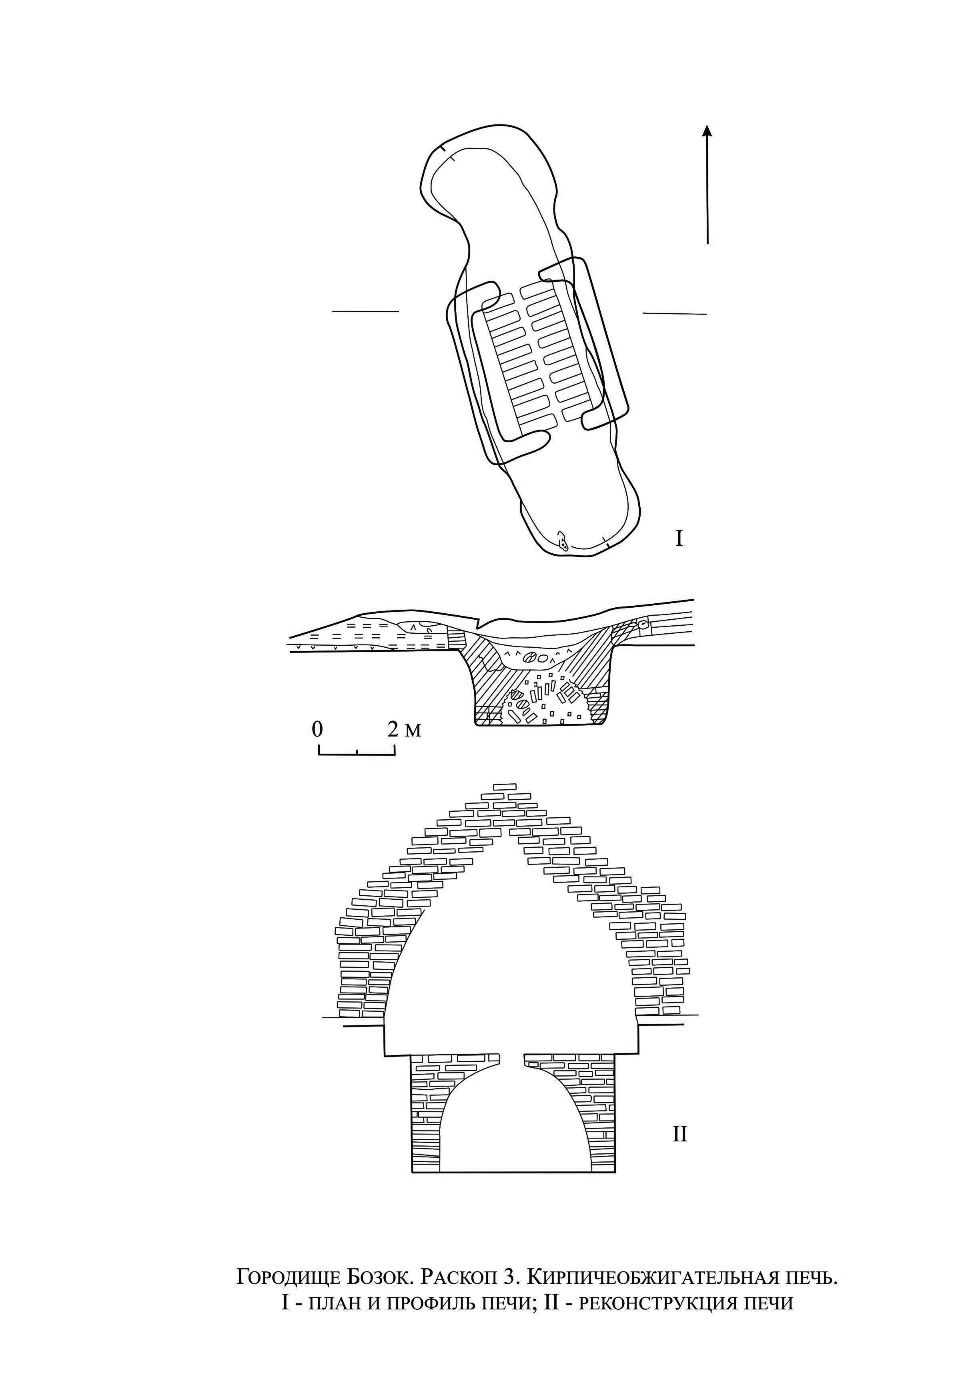 I
0 2 м
II
Городище Бозок. Раскоп 3. Кирпичеобжигательная печь.
I - план и профиль печи; II - реконструкция печи